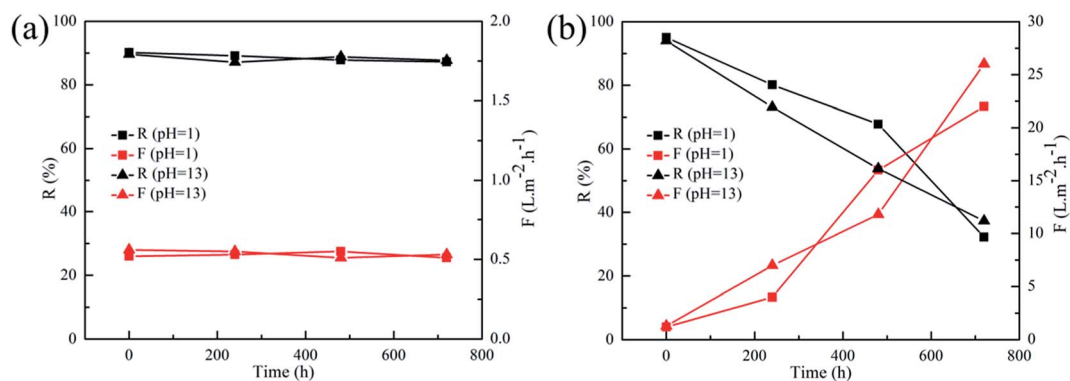 (a)
100
80
60
40
20
0
R (%)
2.0
1.5
1.0
0.5
0.0
F (L.m⁻².h⁻¹)
R (pH=1)
F (pH=1)
R (pH=13)
F (pH=13)
0 200 400 600 800
Time (h)
(b)
100
80
60
40
20
0
R (%)
30
25
20
15
10
5
0
F (L.m⁻².h⁻¹)
R (pH=1)
F (pH=1)
R (pH=13)
F (pH=13)
0 200 400 600 800
Time (h)